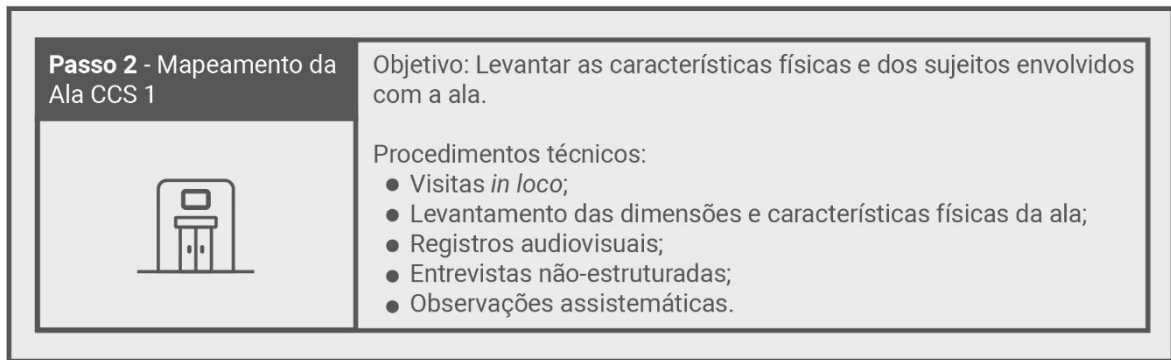 Passo 2 - Mapeamento da
Ala CCS 1
Objetivo: Levantar as características físicas e dos sujeitos envolvidos
com a ala.
Procedimentos técnicos:
● Visitas in loco;
● Levantamento das dimensões e características físicas da ala;
● Registros audiovisuais;
● Entrevistas não-estruturadas;
● Observações assistemáticas.